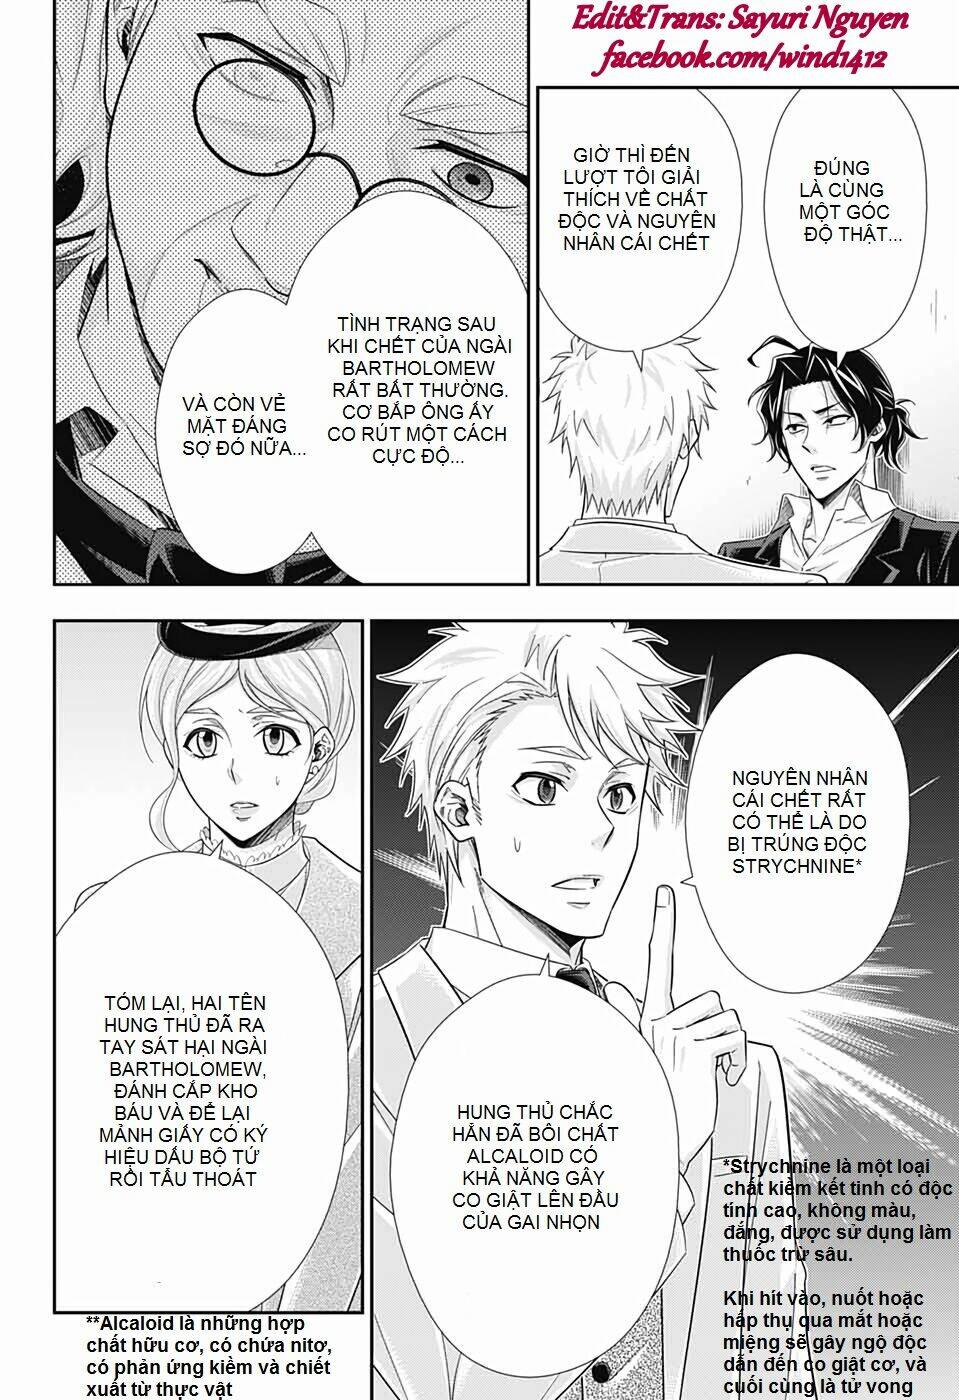 Edit&Trans: Sayuri Nguyen
facebook.com/wind1412
ĐÚNG
LÀ CÙNG
MỘT GÓC
ĐỘ THẬT...
GIỜ THÌ ĐẾN
LƯỢT TÔI GIẢI
THÍCH VỀ CHẤT
ĐỘC VÀ NGUYÊN
NHÂN CÁI CHẾT
TÌNH TRẠNG SAU
KHI CHẾT CỦA NGÀI
BARTHOLOMEW
RẤT BẤT THƯỜNG.
CƠ BẮP ÔNG ẤY
CO RÚT MỘT CÁCH
CỰC ĐỘ...
VÀ CÒN VẺ
MẶT ĐÁNG
SỢ ĐÓ NỮA...
NGUYÊN NHÂN
CÁI CHẾT RẤT
CÓ THỂ LÀ DO
BỊ TRÚNG ĐỘC
STRYCHNINE*
HUNG THỦ CHẮC
HẲN ĐÃ BÔI CHẤT
ALCALOID CÓ
KHẢ NĂNG GÂY
CO GIẬT LÊN ĐẦU
CỦA GAI NHỌN
*Strychnine là một loại
chất kiềm kết tinh có độc
tính cao, không màu,
đắng, được sử dụng làm
thuốc trừ sâu.
Khi hít vào, nuốt hoặc
hấp thụ qua mắt hoặc
miệng sẽ gây ngộ độc
dẫn đến co giật cơ, và
cuối cùng là tử vong
TÓM LẠI, HAI TÊN
HUNG THỦ ĐÃ RA
TAY SÁT HẠI NGÀI
BARTHOLOMEW,
ĐÁNH CẮP KHO
BÁU VÀ ĐỂ LẠI
MẢNH GIẤY CÓ KÝ
HIỆU DẤU BỘ TỨ
RỒI TẨU THOÁT
**Alcaloid là những hợp
chất hữu cơ, có chứa nitơ,
có phản ứng kiềm và chiết
xuất từ thực vật